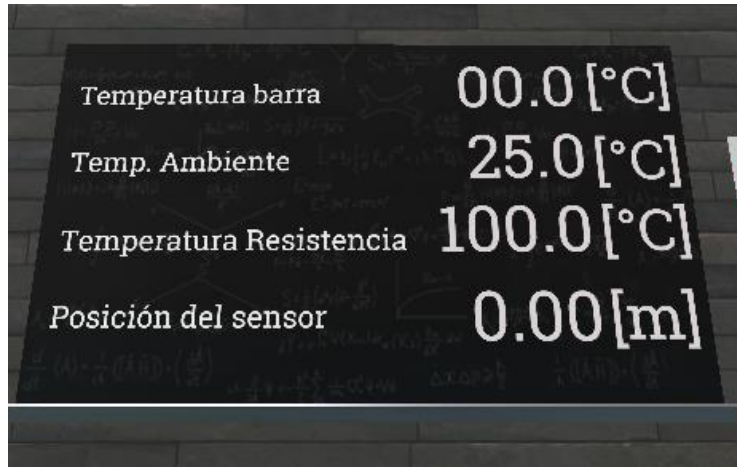 Temperatura barra 00.0 [°C]
Temp. Ambiente 25.0 [°C]
Temperatura Resistencia 100.0 [°C]
Posición del sensor 0.00 [m]